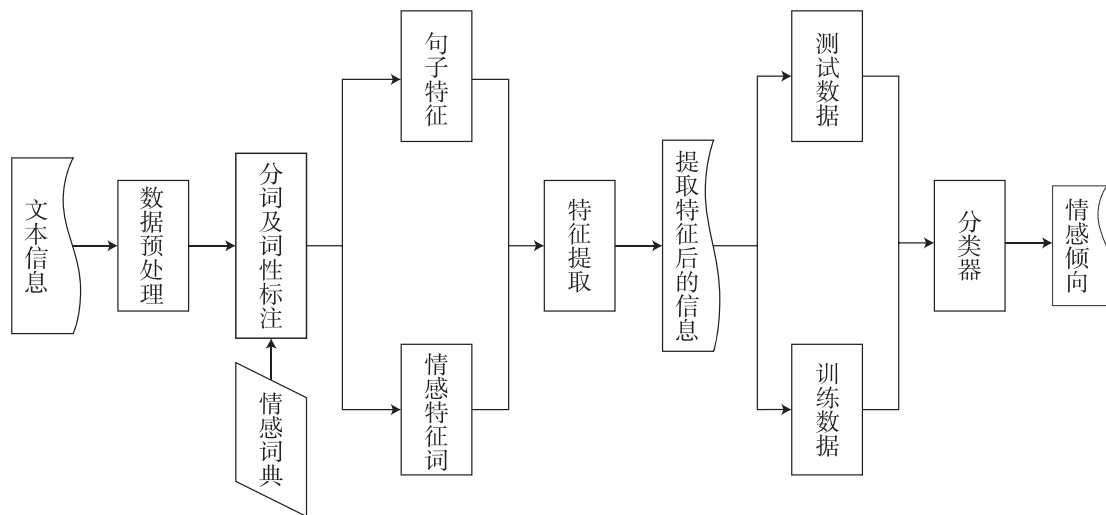 文本信息
数据预处理
分词及词性标注
情感词典
句子特征
情感特征词
特征提取
提取特征后的信息
测试数据
训练数据
分类器
情感倾向